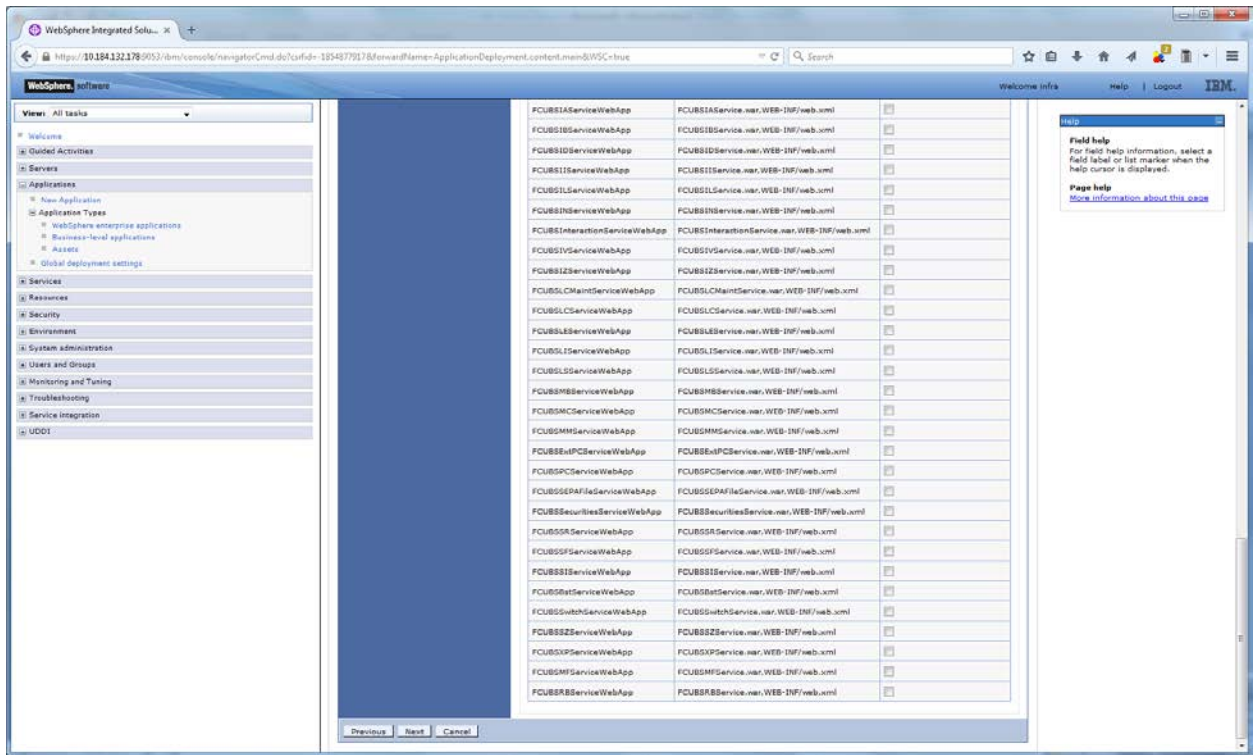 WebSphere Integrated Solu... × +
https://10.184.132.178:9053/ibm/console/navigatorCmd.do?csrfid=-1854877917&forwardName=ApplicationDeployment.content.main&WSC=true
Search
WebSphere. software
Welcome infra Help | Logout IBM.
View: All tasks
Welcome
Guided Activities
Servers
Applications
New Application
Application Types
WebSphere enterprise applications
Business-level applications
Assets
Global deployment settings
Services
Resources
Security
Environment
System administration
Users and Groups
Monitoring and Tuning
Troubleshooting
Service integration
UDDI
FCUBSIAServiceWebApp FCUBSIAService.war,WEB-INF/web.xml
FCUBSIBServiceWebApp FCUBSIBService.war,WEB-INF/web.xml
FCUBSIDServiceWebApp FCUBSIDService.war,WEB-INF/web.xml
FCUBSIIServiceWebApp FCUBSIIService.war,WEB-INF/web.xml
FCUBSILServiceWebApp FCUBSILService.war,WEB-INF/web.xml
FCUBSINServiceWebApp FCUBSINService.war,WEB-INF/web.xml
FCUBSInteractionServiceWebApp FCUBSInteractionService.war,WEB-INF/web.xml
FCUBSIVServiceWebApp FCUBSIVService.war,WEB-INF/web.xml
FCUBSIZServiceWebApp FCUBSIZService.war,WEB-INF/web.xml
FCUBSLCMaintServiceWebApp FCUBSLCMaintService.war,WEB-INF/web.xml
FCUBSLCServiceWebApp FCUBSLCService.war,WEB-INF/web.xml
FCUBSLEServiceWebApp FCUBSLEService.war,WEB-INF/web.xml
FCUBSLIServiceWebApp FCUBSLIService.war,WEB-INF/web.xml
FCUBSLSServiceWebApp FCUBSLSService.war,WEB-INF/web.xml
FCUBSMBServiceWebApp FCUBSMBService.war,WEB-INF/web.xml
FCUBSMCServiceWebApp FCUBSMCService.war,WEB-INF/web.xml
FCUBSMMServiceWebApp FCUBSMMService.war,WEB-INF/web.xml
FCUBSExtPCServiceWebApp FCUBSExtPCService.war,WEB-INF/web.xml
FCUBSPCServiceWebApp FCUBSPCService.war,WEB-INF/web.xml
FCUBSSEPAFileServiceWebApp FCUBSSEPAFileService.war,WEB-INF/web.xml
FCUBSSecuritiesServiceWebApp FCUBSSecuritiesService.war,WEB-INF/web.xml
FCUBSSRServiceWebApp FCUBSSRService.war,WEB-INF/web.xml
FCUBSSFServiceWebApp FCUBSSFService.war,WEB-INF/web.xml
FCUBSSIServiceWebApp FCUBSSIService.war,WEB-INF/web.xml
FCUBSBatServiceWebApp FCUBSBatService.war,WEB-INF/web.xml
FCUBSSwitchServiceWebApp FCUBSSwitchService.war,WEB-INF/web.xml
FCUBSSZServiceWebApp FCUBSSZService.war,WEB-INF/web.xml
FCUBSXPServiceWebApp FCUBSXPService.war,WEB-INF/web.xml
FCUBSMFServiceWebApp FCUBSMFService.war,WEB-INF/web.xml
FCUBSRBServiceWebApp FCUBSRBService.war,WEB-INF/web.xml
Previous Next Cancel
Help
Field help
For field help information, select a
field label or list marker when the
help cursor is displayed.
Page help
More information about this page